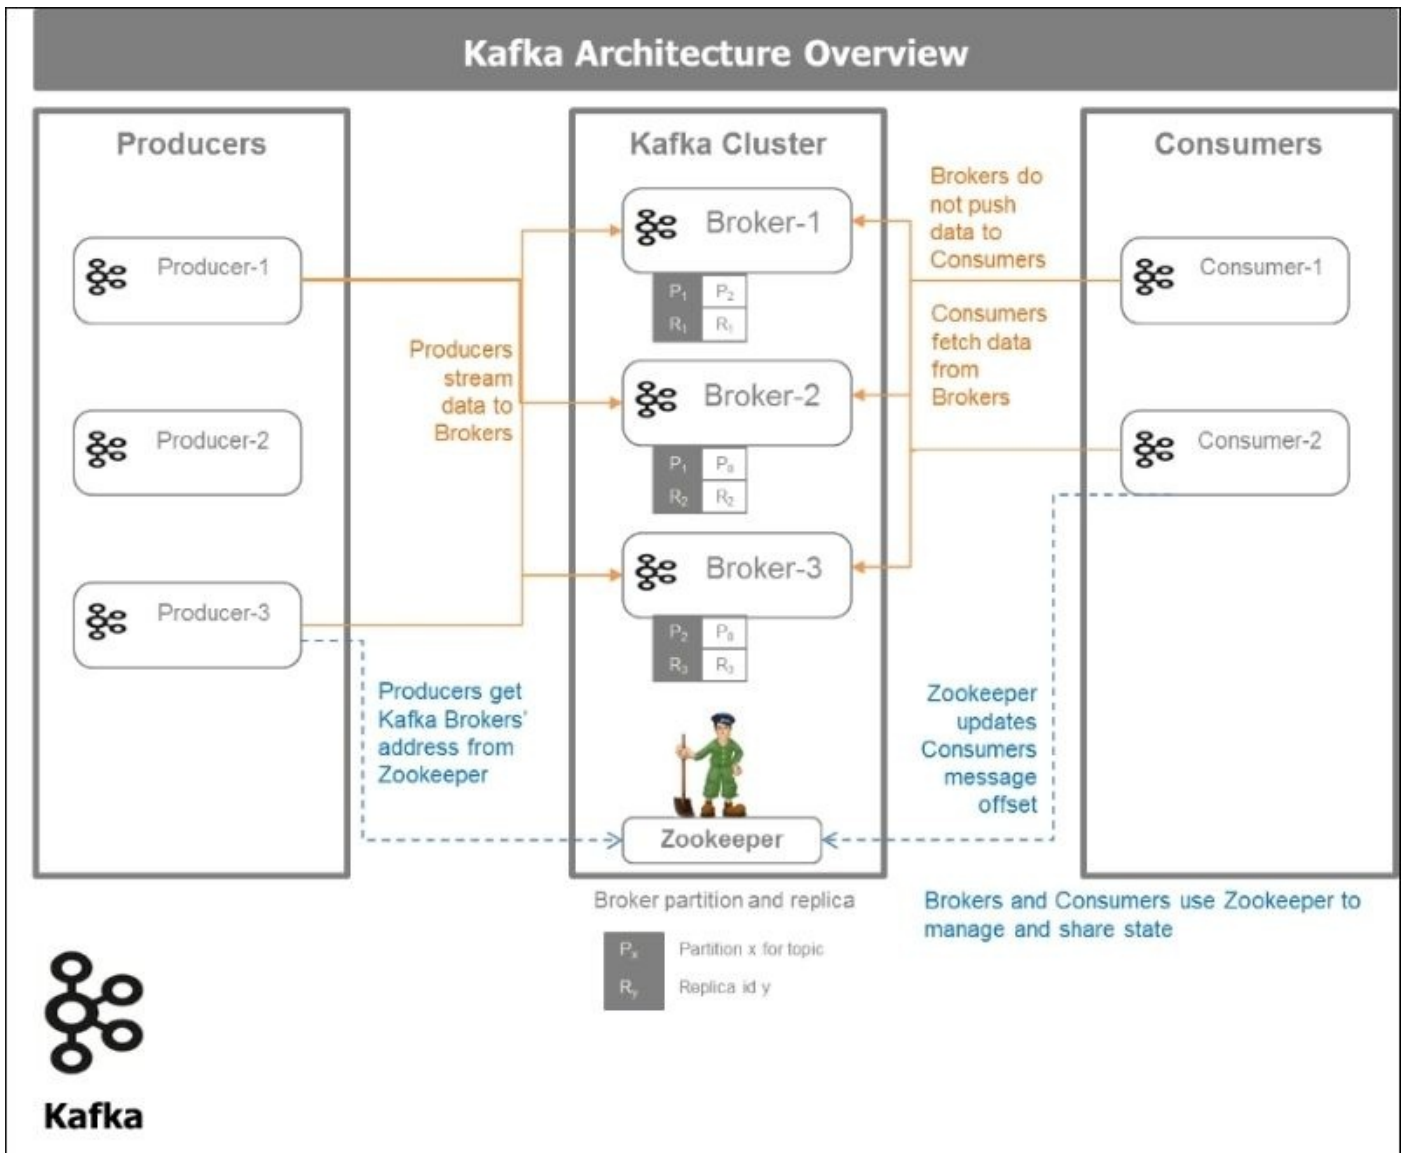 Kafka Architecture Overview
Producers
Producer-1
Producer-2
Producer-3
Producers
stream
data to
Brokers
Producers get
Kafka Brokers'
address from
Zookeeper
Kafka Cluster
Broker-1
P₁ P₂
R₁ R₁
Broker-2
P₁ P₀
R₂ R₂
Broker-3
P₂ P₀
R₃ R₃
Zookeeper
Broker partition and replica
Pₓ Partition x for topic
Rᵧ Replica id y
Brokers do
not push
data to
Consumers
Consumers
fetch data
from
Brokers
Zookeeper
updates
Consumers
message
offset
Consumers
Consumer-1
Consumer-2
Brokers and Consumers use Zookeeper to
manage and share state
Kafka